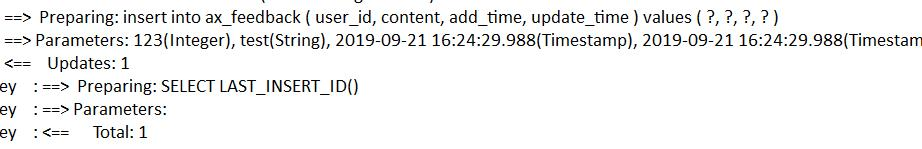 ==>  Preparing: insert into ax_feedback ( user_id, content, add_time, update_time ) values ( ?, ?, ?, ? )
==> Parameters: 123(Integer), test(String), 2019-09-21 16:24:29.988(Timestamp), 2019-09-21 16:24:29.988(Timestam
<==    Updates: 1
ey   : ==>  Preparing: SELECT LAST_INSERT_ID()
ey   : ==> Parameters:
ey   : <==      Total: 1